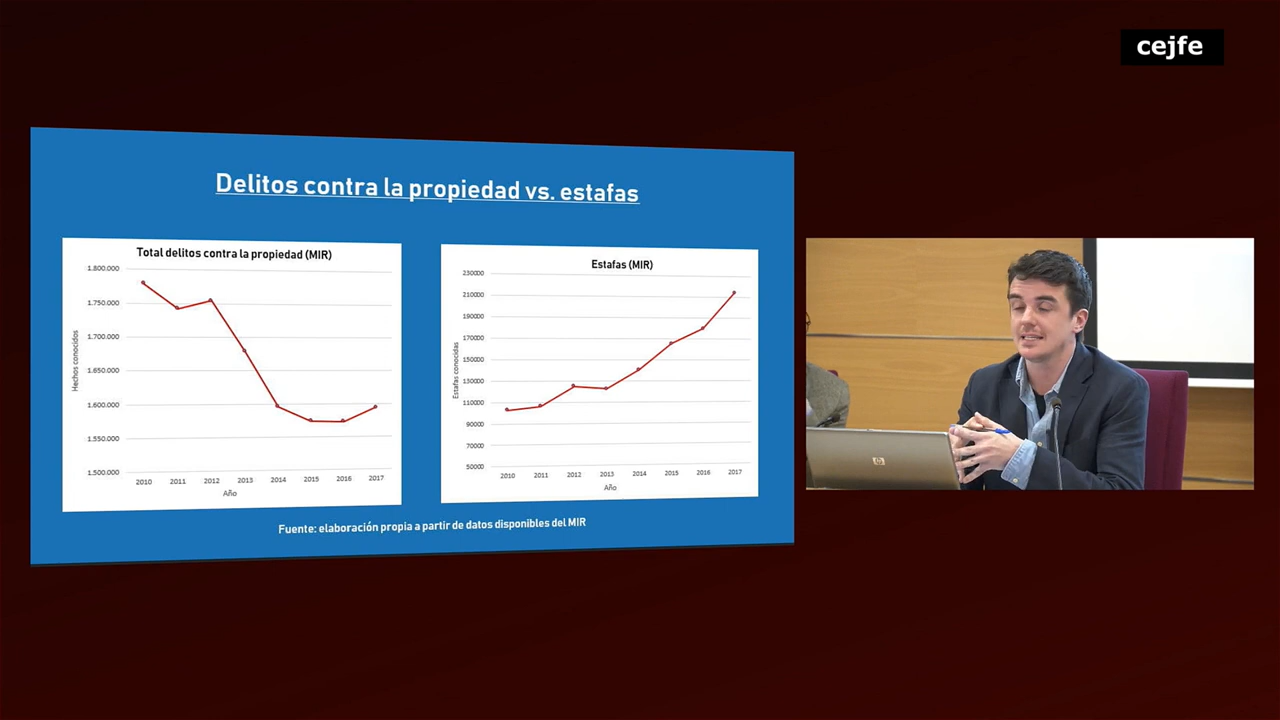 cejfe
Delitos contra la propiedad vs. estafas
Total delitos contra la propiedad (MIR)
1.800.000
1.750.000
1.700.000
1.650.000
1.600.000
1.550.000
1.500.000
Hechos conocidos
2010 2011 2012 2013 2014 2015 2016 2017
Año
Estafas (MIR)
230000
210000
190000
170000
150000
130000
110000
90000
70000
50000
Estafas conocidas
2010 2011 2012 2013 2014 2015 2016 2017
Año
Fuente: elaboración propia a partir de datos disponibles del MIR
hp